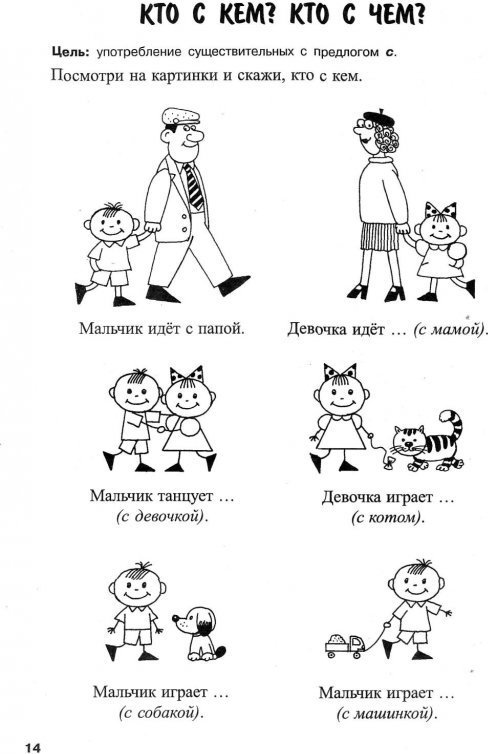 КТО С КЕМ? КТО С ЧЕМ?
Цель: употребление существительных с предлогом с.
Посмотри на картинки и скажи, кто с кем.
Мальчик идёт с папой.
Девочка идёт … (с мамой).
Мальчик танцует …
(с девочкой).
Девочка играет …
(с котом).
Мальчик играет …
(с собакой).
Мальчик играет …
(с машинкой).
14